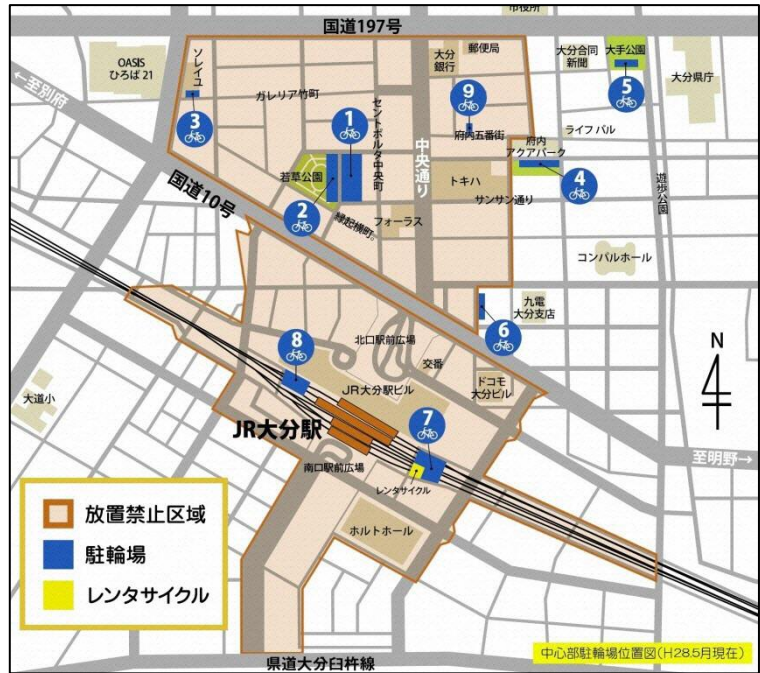 市役所
国道197号
OASIS
ひろば21
ソレイユ
大分
銀行
郵便局
大分合同
新聞
大手公園
大分県庁
←至別府
ガレリア竹町
セントポルタ中央町
中央通り
1
2
3
9
5
府内五番街
ライフパル
府内
アクアパーク
4
遊歩公園
若草公園
トキハ
サンサン通り
国道10号
縁起横町
フォーラス
コンパルホール
九電
大分支店
6
8
北口駅前広場
交番
ドコモ
大分ビル
N
大道小
JR大分駅ビル
JR大分駅
7
至明野→
南口駅前広場
レンタサイクル
ホルトホール
放置禁止区域
駐輪場
レンタサイクル
中心部駐輪場位置図(H28.5月現在)
県道大分臼杵線